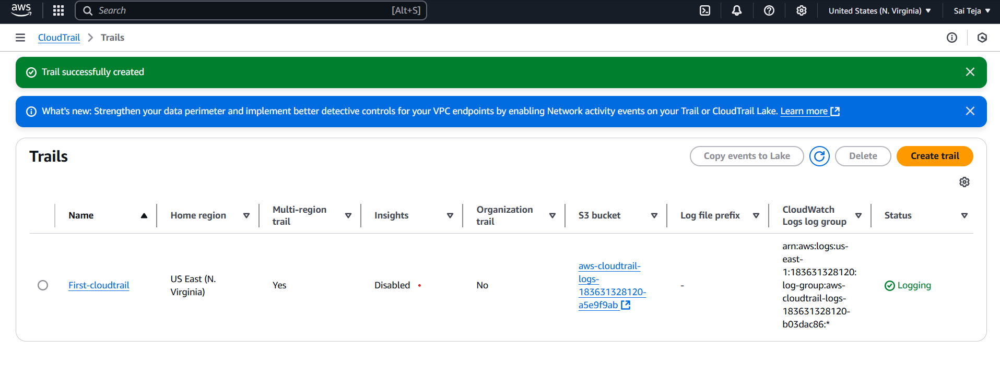 aws
Search
[Alt+S]
United States (N. Virginia)
Sai Teja
CloudTrail
Trails
Trail successfully created
What's new: Strengthen your data perimeter and implement better detective controls for your VPC endpoints by enabling Network activity events on your Trail or CloudTrail Lake. Learn more
Trails
Copy events to Lake
Delete
Create trail
Name
Home region
Multi-region
trail
Insights
Organization
trail
S3 bucket
Log file prefix
CloudWatch
Logs log group
Status
First-cloudtrail
US East (N.
Virginia)
Yes
Disabled
No
aws-cloudtrail-
logs-
183631328120-
a5e9f9ab
-
arn:aws:logs:us-
east-
1:183631328120:
log-group:aws-
cloudtrail-logs-
183631328120-
b03dac86:*
Logging